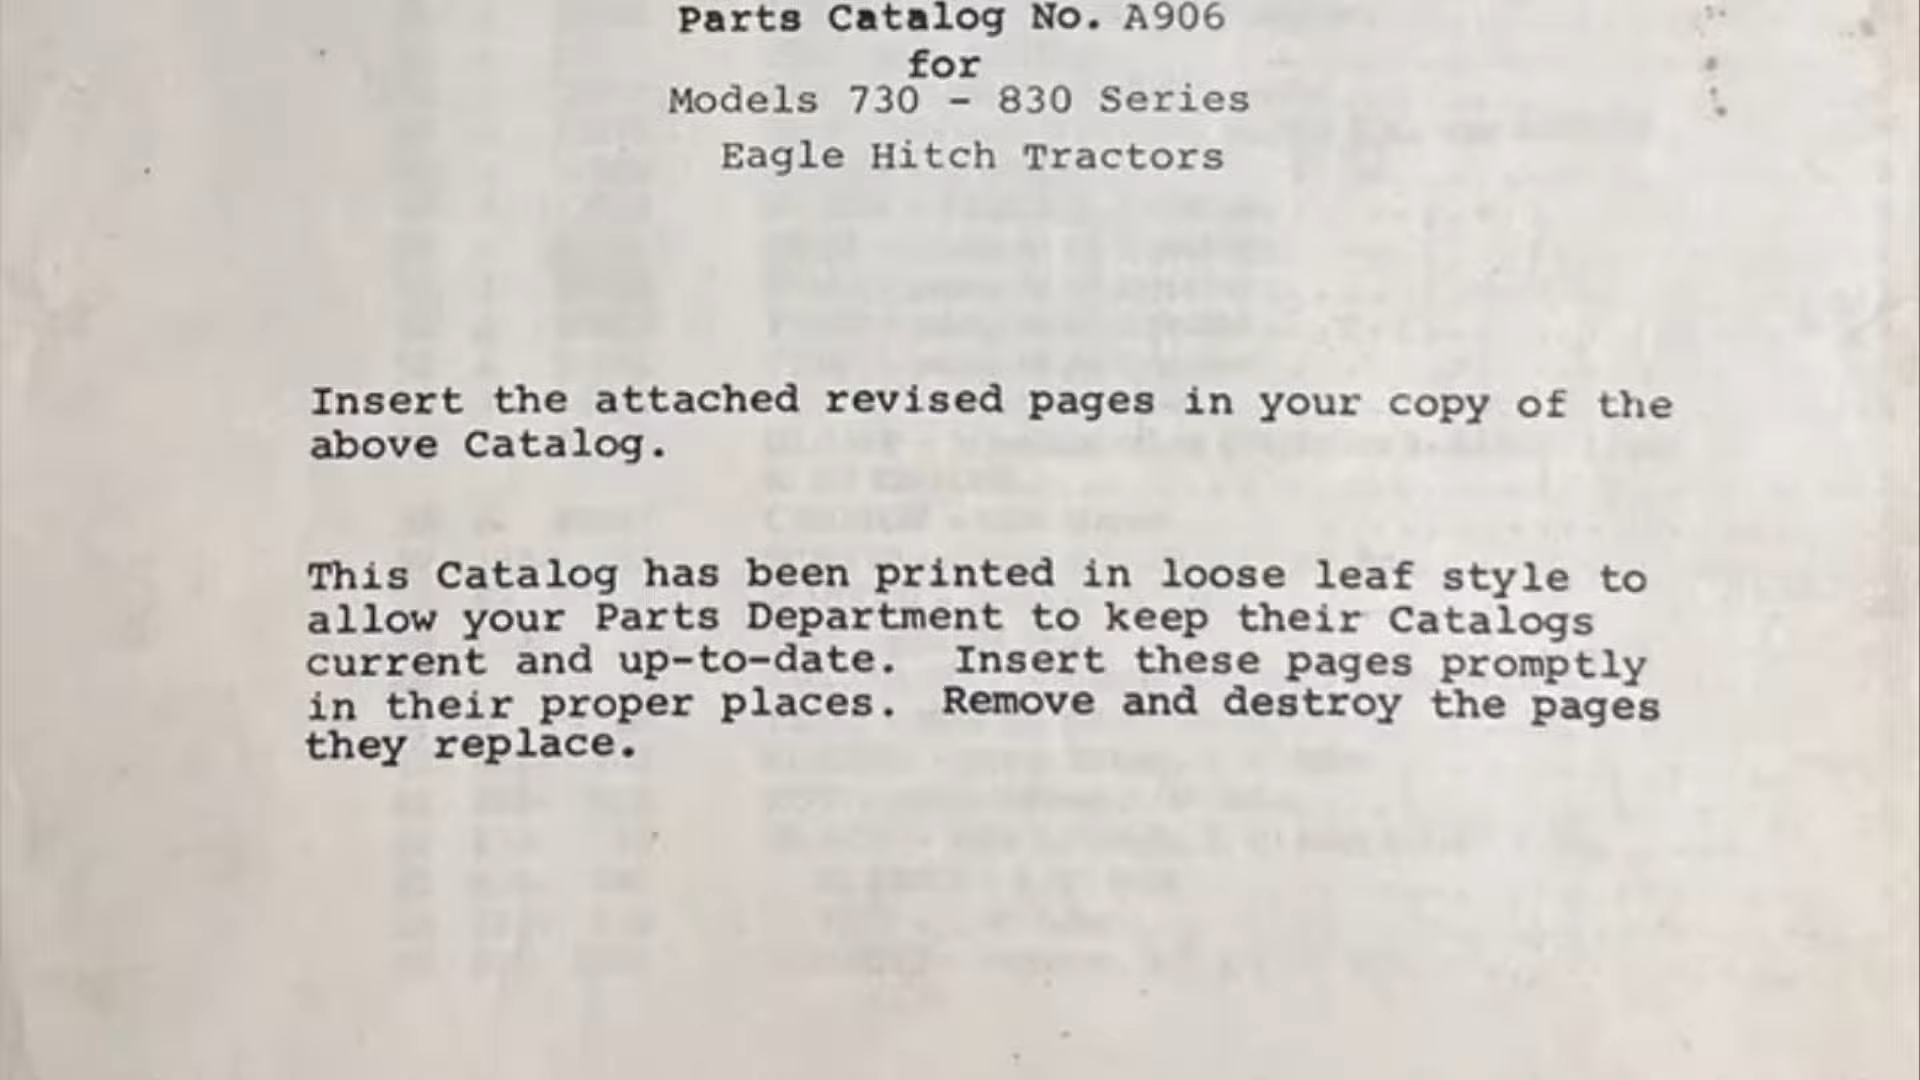 Parts Catalog No. A906
for
Models 730 - 830 Series
Eagle Hitch Tractors
Insert the attached revised pages in your copy of the
above Catalog.
This Catalog has been printed in loose leaf style to
allow your Parts Department to keep their Catalogs
current and up-to-date.  Insert these pages promptly
in their proper places.  Remove and destroy the pages
they replace.